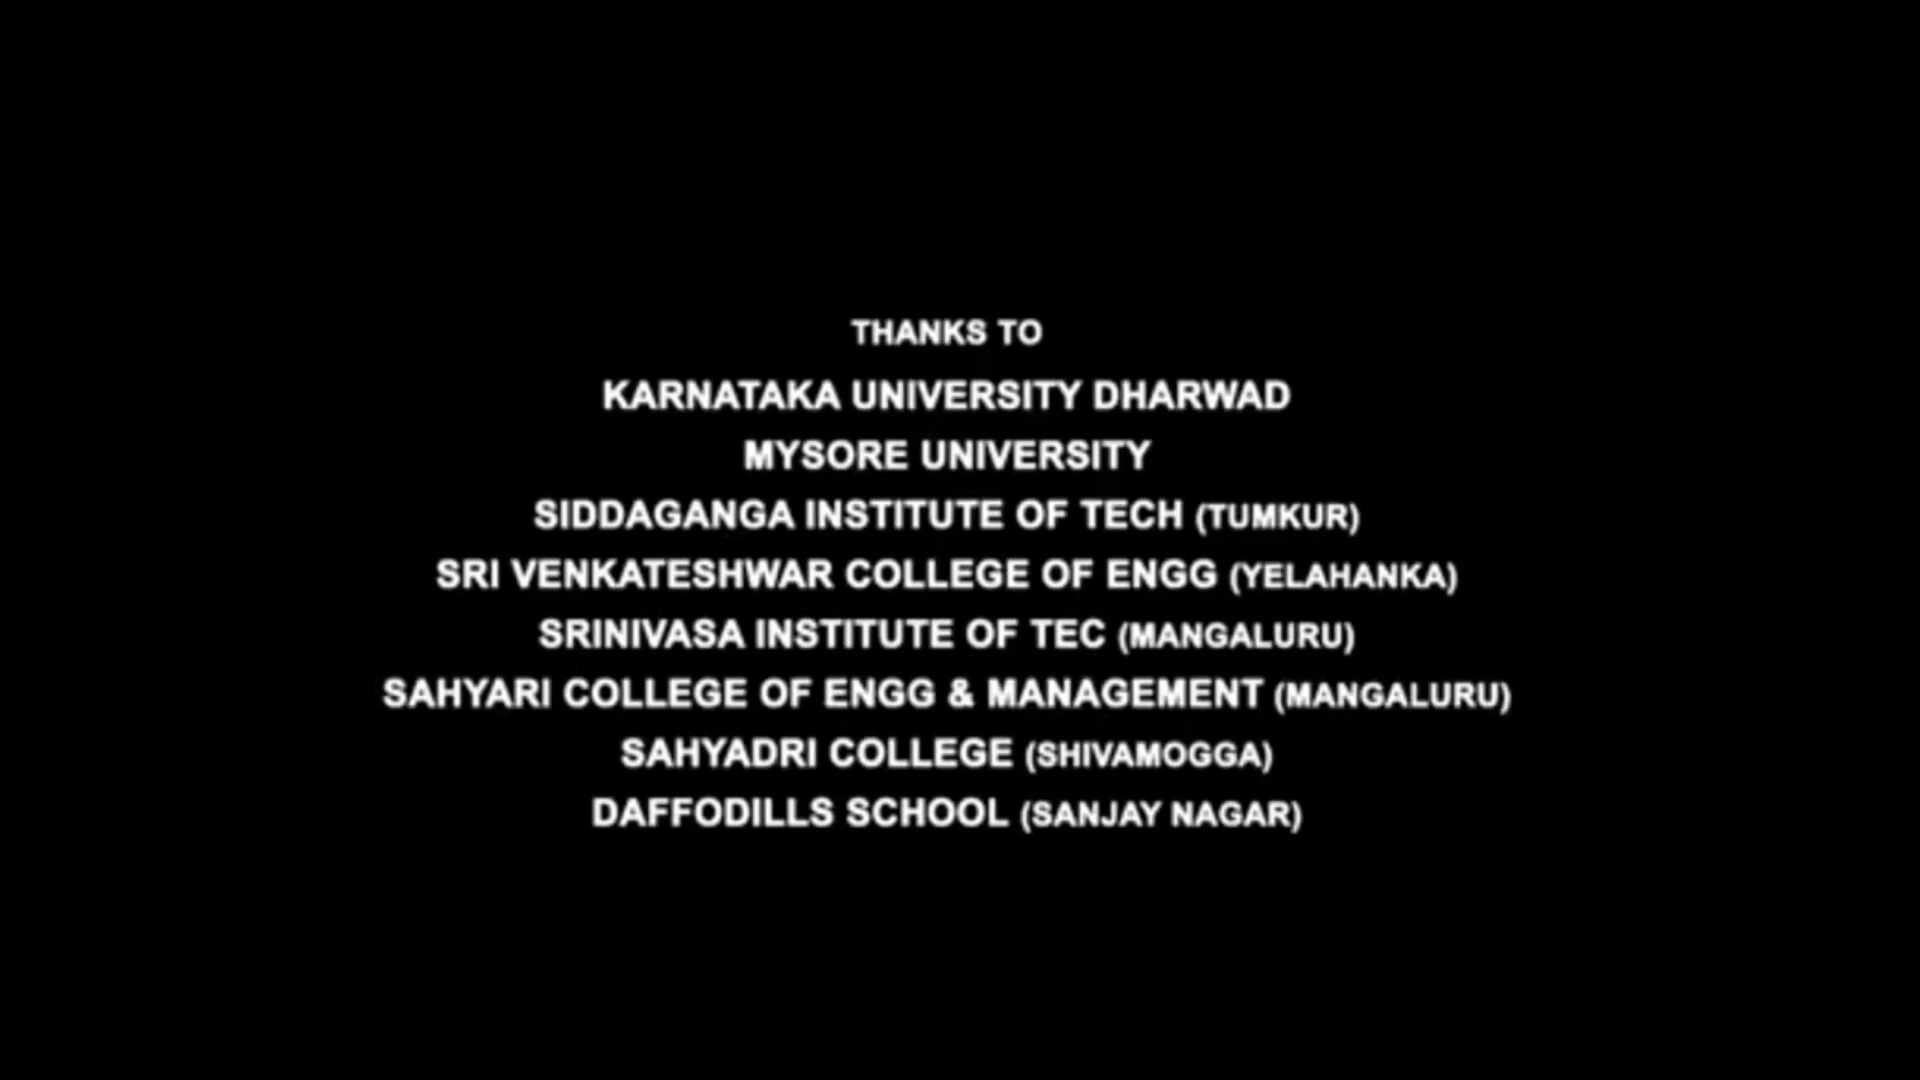 THANKS TO
KARNATAKA UNIVERSITY DHARWAD
MYSORE UNIVERSITY
SIDDAGANGA INSTITUTE OF TECH (TUMKUR)
SRI VENKATESHWAR COLLEGE OF ENGG (YELAHANKA)
SRINIVASA INSTITUTE OF TEC (MANGALURU)
SAHYARI COLLEGE OF ENGG & MANAGEMENT (MANGALURU)
SAHYADRI COLLEGE (SHIVAMOGGA)
DAFFODILLS SCHOOL (SANJAY NAGAR)